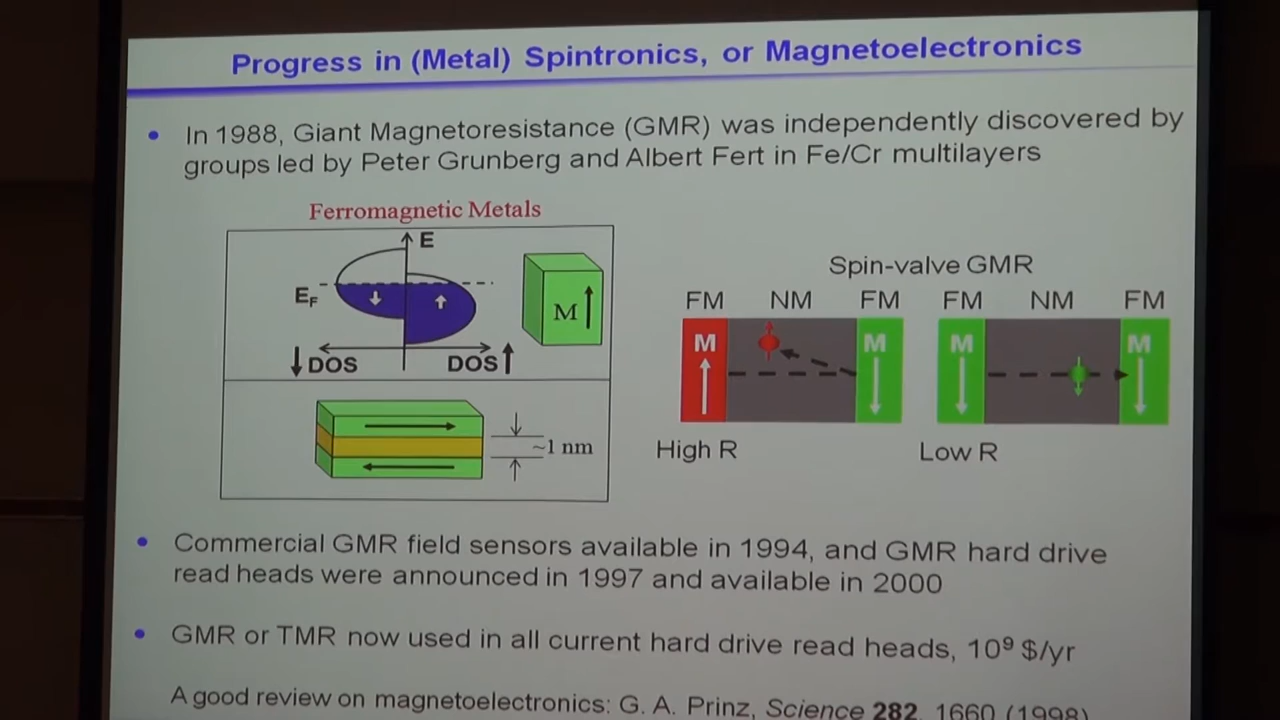 Progress in (Metal) Spintronics, or Magnetoelectronics
• In 1988, Giant Magnetoresistance (GMR) was independently discovered by
groups led by Peter Grunberg and Albert Fert in Fe/Cr multilayers
Ferromagnetic Metals
E
EF
M
↓ DOS
DOS ↑
~1 nm
Spin-valve GMR
FM NM FM
M M
High R
FM NM FM
M M
Low R
• Commercial GMR field sensors available in 1994, and GMR hard drive
read heads were announced in 1997 and available in 2000
• GMR or TMR now used in all current hard drive read heads, 10⁹ $/yr
A good review on magnetoelectronics: G. A. Prinz, Science 282, 1660 (1998)